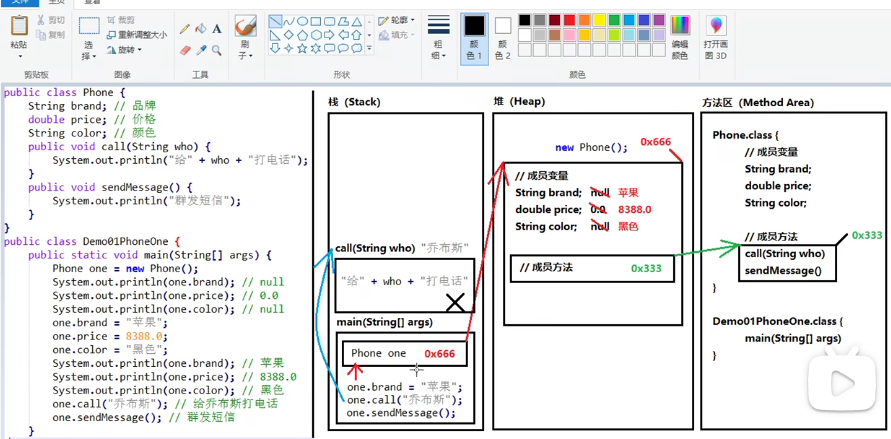 文件
主页
查看
粘贴
剪切
复制
剪贴板
选择
裁剪
重新调整大小
旋转
图像
工具
刷子
形状
轮廓
填充
粗细
颜色 1
颜色 2
颜色
编辑颜色
打开画图 3D
public class Phone {
String brand; // 品牌
double price; // 价格
String color; // 颜色
public void call(String who) {
System.out.println("给" + who + "打电话");
}
public void sendMessage() {
System.out.println("群发短信");
}
}
public class Demo01PhoneOne {
public static void main(String[] args) {
Phone one = new Phone();
System.out.println(one.brand); // null
System.out.println(one.price); // 0.0
System.out.println(one.color); // null
one.brand = "苹果";
one.price = 8388.0;
one.color = "黑色";
System.out.println(one.brand); // 苹果
System.out.println(one.price); // 8388.0
System.out.println(one.color); // 黑色
one.call("乔布斯"); // 给乔布斯打电话
one.sendMessage(); // 群发短信
}
栈（Stack）
call(String who) "乔布斯"
"给" + who + "打电话"
main(String[] args)
Phone one 0x666
one.brand = "苹果";
one.call("乔布斯");
one.sendMessage();
堆（Heap）
new Phone(); 0x666
// 成员变量
String brand; null 苹果
double price; 0.0 8388.0
String color; null 黑色
// 成员方法 0x333
方法区（Method Area）
Phone.class {
// 成员变量
String brand;
double price;
String color;
// 成员方法 0x333
call(String who)
sendMessage()
}
Demo01PhoneOne.class {
main(String[] args)
}